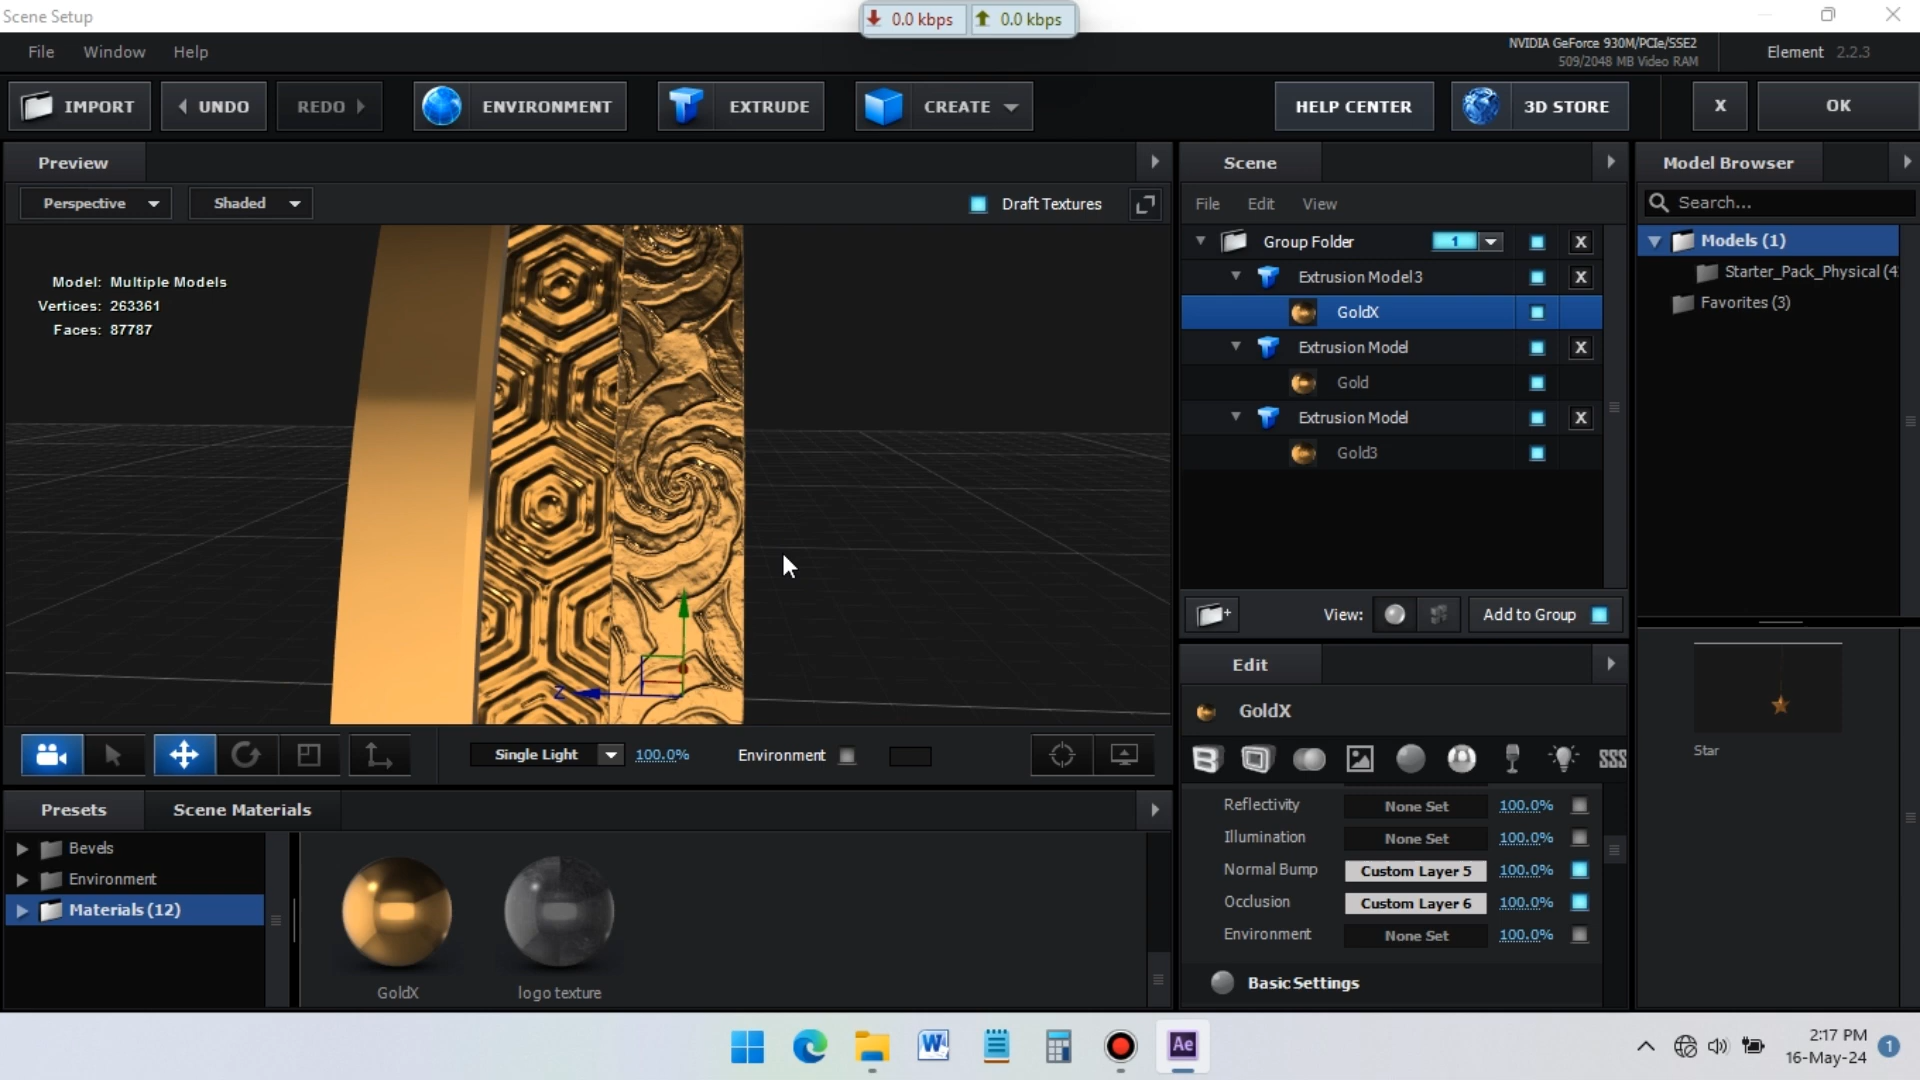 Scene Setup
0.0 kbps
0.0 kbps
File
Window
Help
NVIDIA GeForce 930M/PCIe/SSE2
509/2048 MB Video RAM
Element 2.2.3
IMPORT
UNDO
REDO
ENVIRONMENT
EXTRUDE
CREATE
HELP CENTER
3D STORE
X
OK
Preview
Perspective
Shaded
Draft Textures
Model: Multiple Models
Vertices: 263361
Faces: 87787
Z
Single Light
100.0%
Environment
Scene
File
Edit
View
Group Folder
1
X
Extrusion Model3
X
GoldX
Extrusion Model
X
Gold
Extrusion Model
X
Gold3
View:
Add to Group
Model Browser
Search...
Models (1)
Starter_Pack_Physical (4
Favorites (3)
Star
Edit
GoldX
SSS
Reflectivity None Set 100.0%
Illumination None Set 100.0%
Normal Bump Custom Layer 5 100.0%
Occlusion Custom Layer 6 100.0%
Environment None Set 100.0%
Basic Settings
Presets
Scene Materials
Bevels
Environment
Materials (12)
GoldX
logo texture
W
Ae
2:17 PM
16-May-24
1